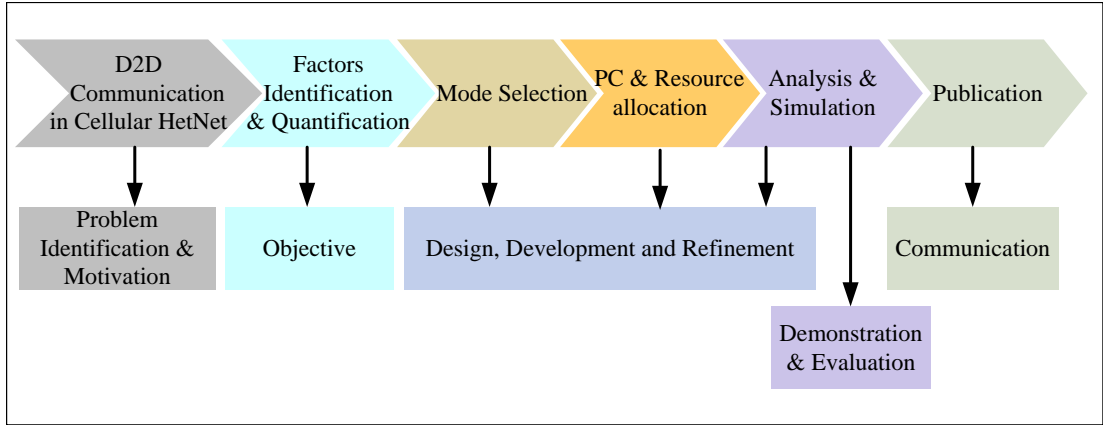 D2D
Communication
in Cellular HetNet
Factors
Identification
& Quantification
Mode Selection
PC & Resource
allocation
Analysis &
Simulation
Publication
Problem
Identification &
Motivation
Objective
Design, Development and Refinement
Communication
Demonstration
& Evaluation